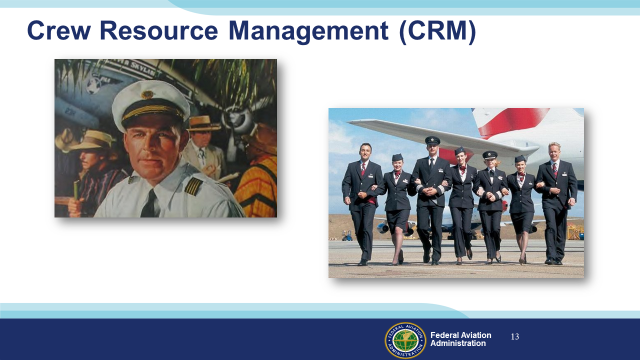 Crew Resource Management (CRM)
Federal Aviation
Administration
13